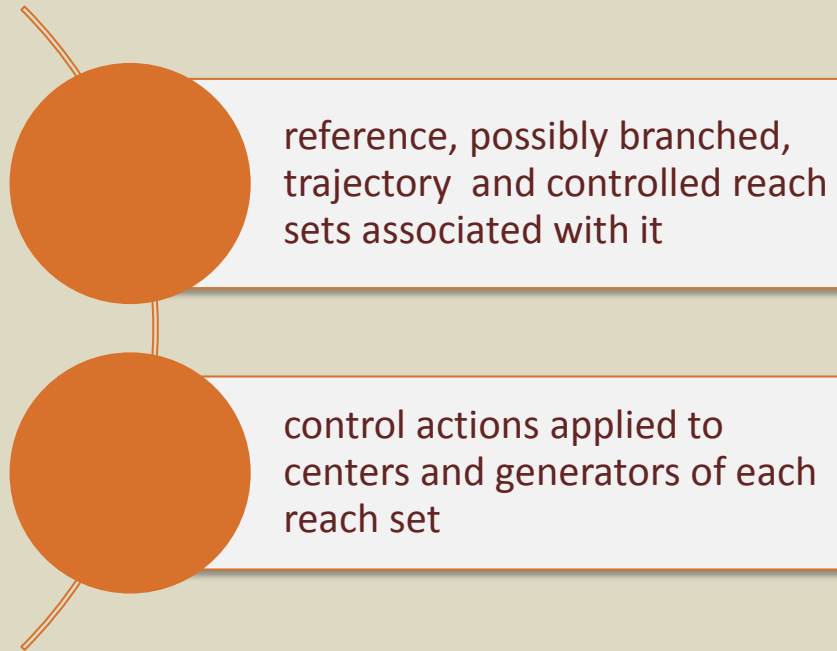 reference, possibly branched,
trajectory  and controlled reach
sets associated with it
control actions applied to
centers and generators of each
reach set